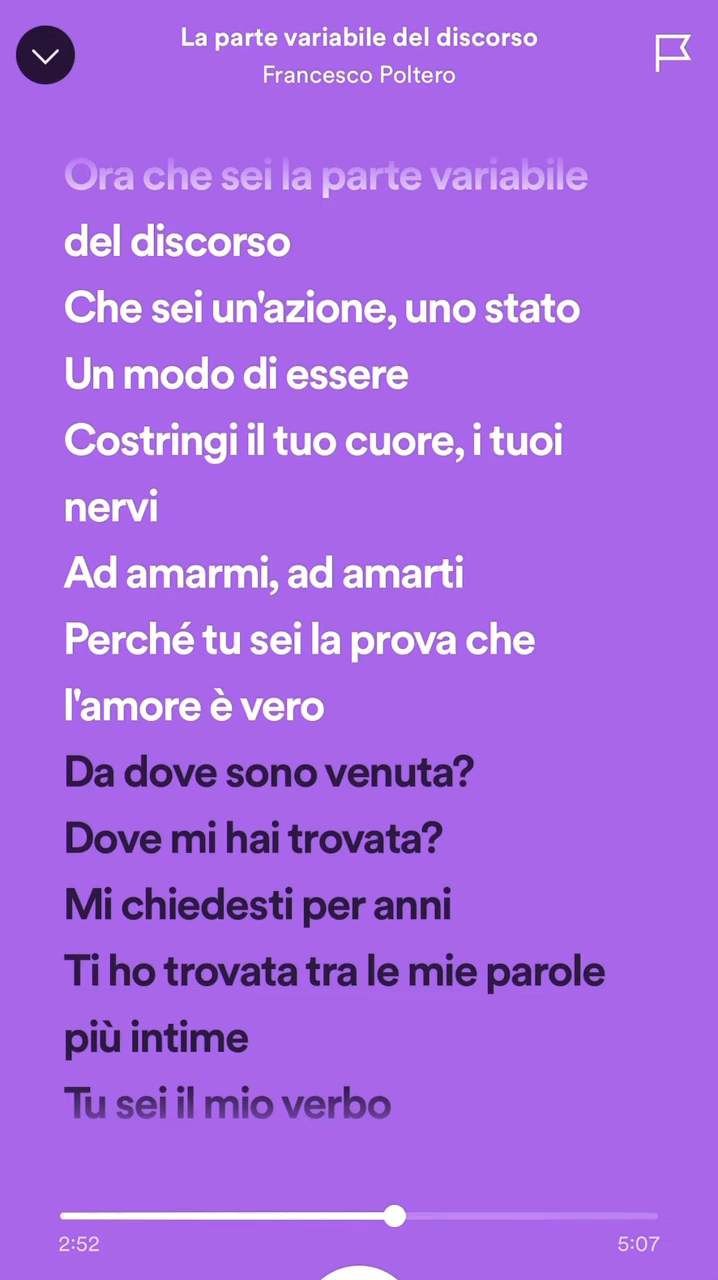 La parte variabile del discorso
Francesco Poltero
Ora che sei la parte variabile
del discorso
Che sei un'azione, uno stato
Un modo di essere
Costringi il tuo cuore, i tuoi
nervi
Ad amarmi, ad amarti
Perché tu sei la prova che
l'amore è vero
Da dove sono venuta?
Dove mi hai trovata?
Mi chiedesti per anni
Ti ho trovata tra le mie parole
più intime
Tu sei il mio verbo
2:52
5:07